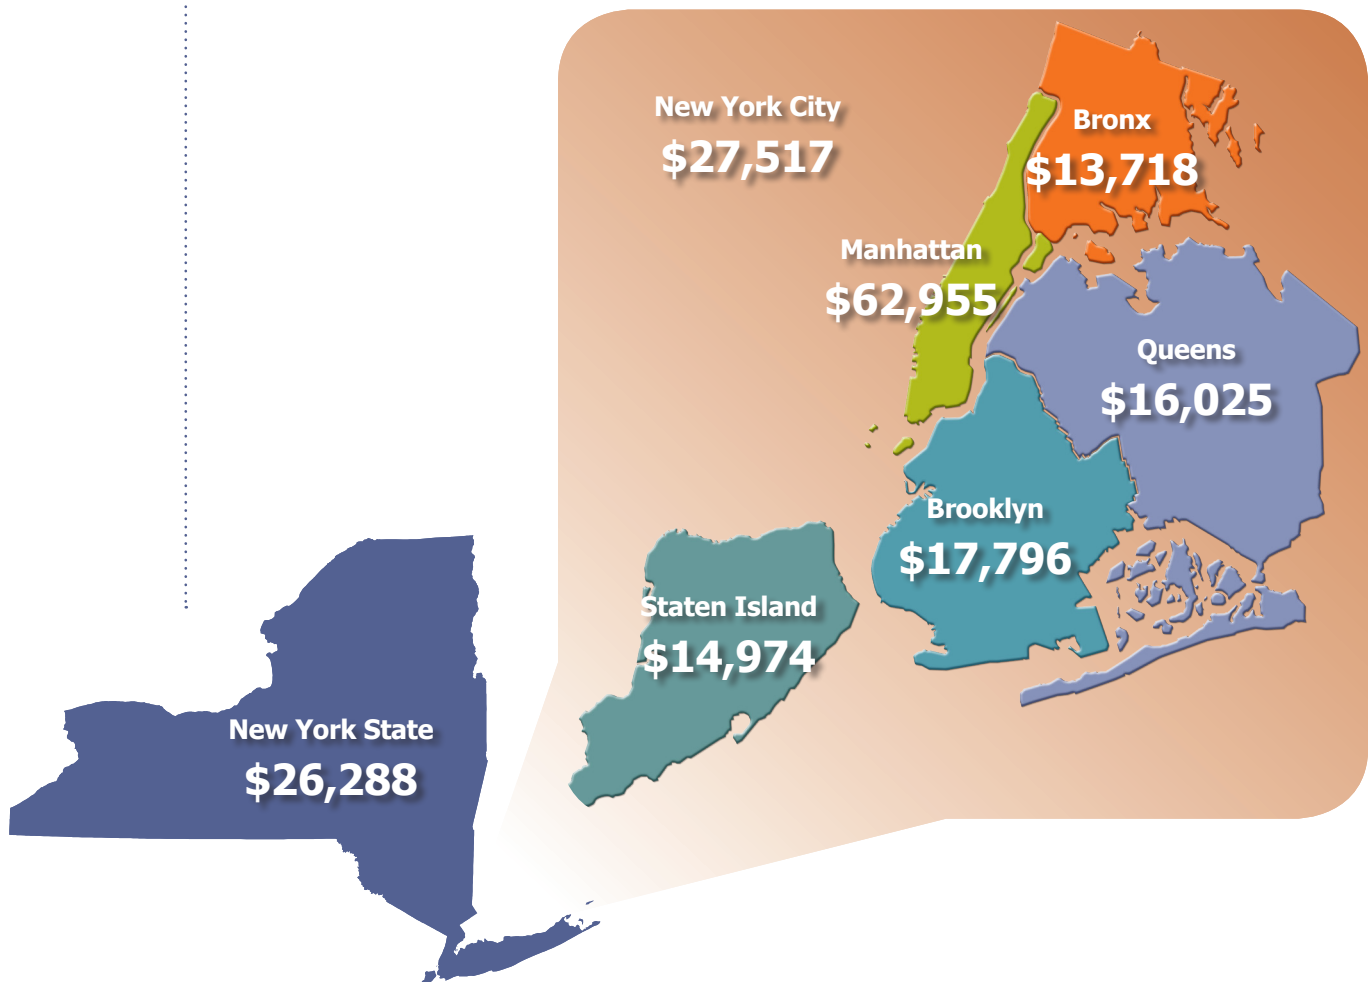 New York City
$27,517
Bronx
$13,718
Manhattan
$62,955
Queens
$16,025
Brooklyn
$17,796
Staten Island
$14,974
New York State
$26,288